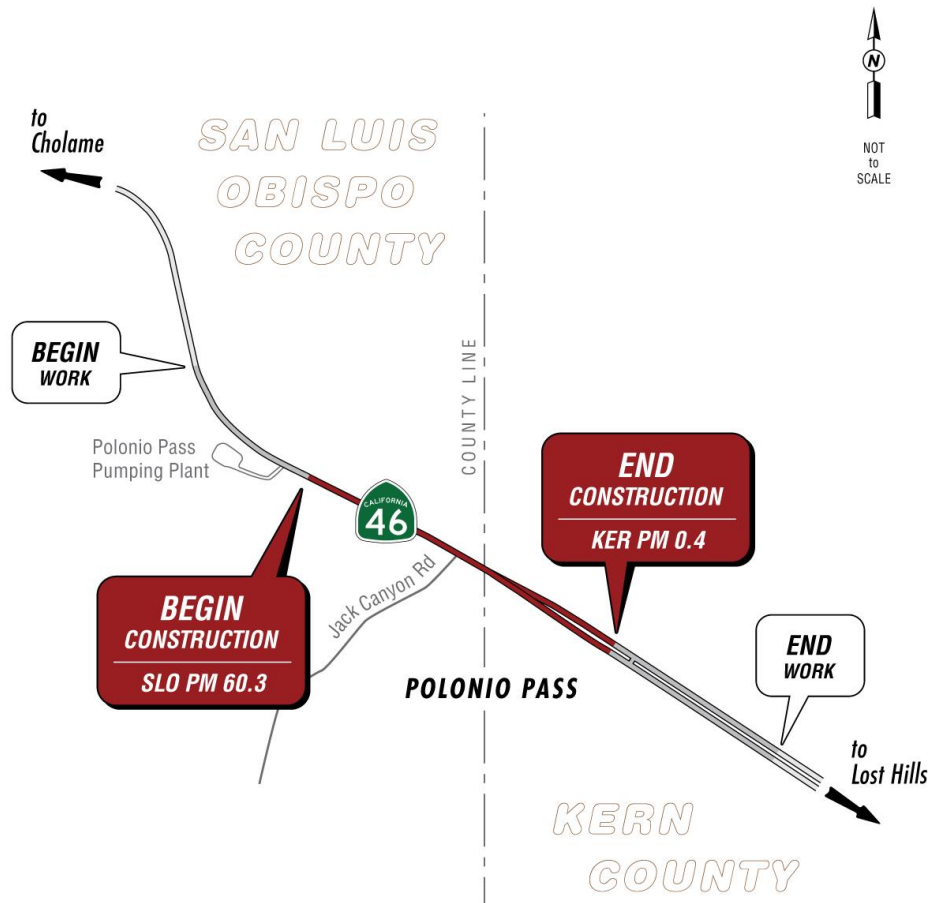 N
NOT
to
SCALE
to
Cholame
SAN LUIS
OBISPO
COUNTY
BEGIN
WORK
COUNTY LINE
Polonio Pass
Pumping Plant
CALIFORNIA
46
END
CONSTRUCTION
KER PM 0.4
BEGIN
CONSTRUCTION
SLO PM 60.3
Jack Canyon Rd
POLONIO PASS
END
WORK
to
Lost Hills
KERN
COUNTY